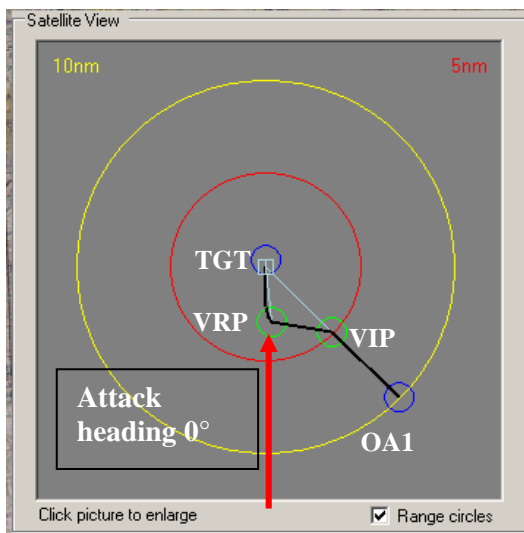 Satellite View
10nm 5nm
TGT
VRP
VIP
Attack
heading 0°
OA1
Click picture to enlarge Range circles